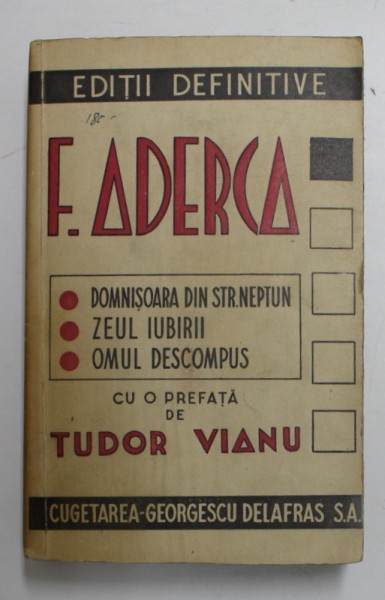 EDIȚII DEFINITIVE
180 -
F. ADERCA
DOMNIȘOARA DIN STR. NEPTUN
ZEUL IUBIRII
OMUL DESCOMPUS
CU O PREFAȚĂ
DE
TUDOR VIANU
CUGETAREA-GEORGESCU DELAFRAS S.A.